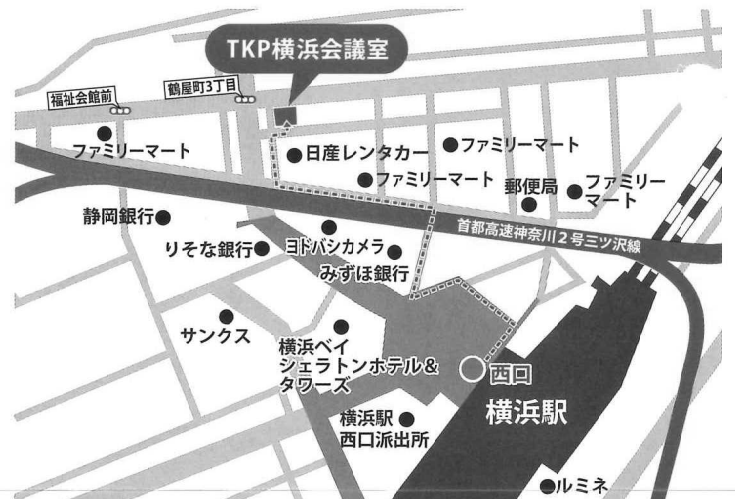 TKP横浜会議室
鶴屋町3丁目
福祉会館前
ファミリーマート
日産レンタカー
ファミリーマート
ファミリーマート
郵便局
ファミリー
マート
静岡銀行
りそな銀行
ヨドバシカメラ
みずほ銀行
首都高速神奈川2号三ツ沢線
サンクス
横浜ベイ
シェラトンホテル&
タワーズ
西口
横浜駅
横浜駅
西口派出所
ルミネ